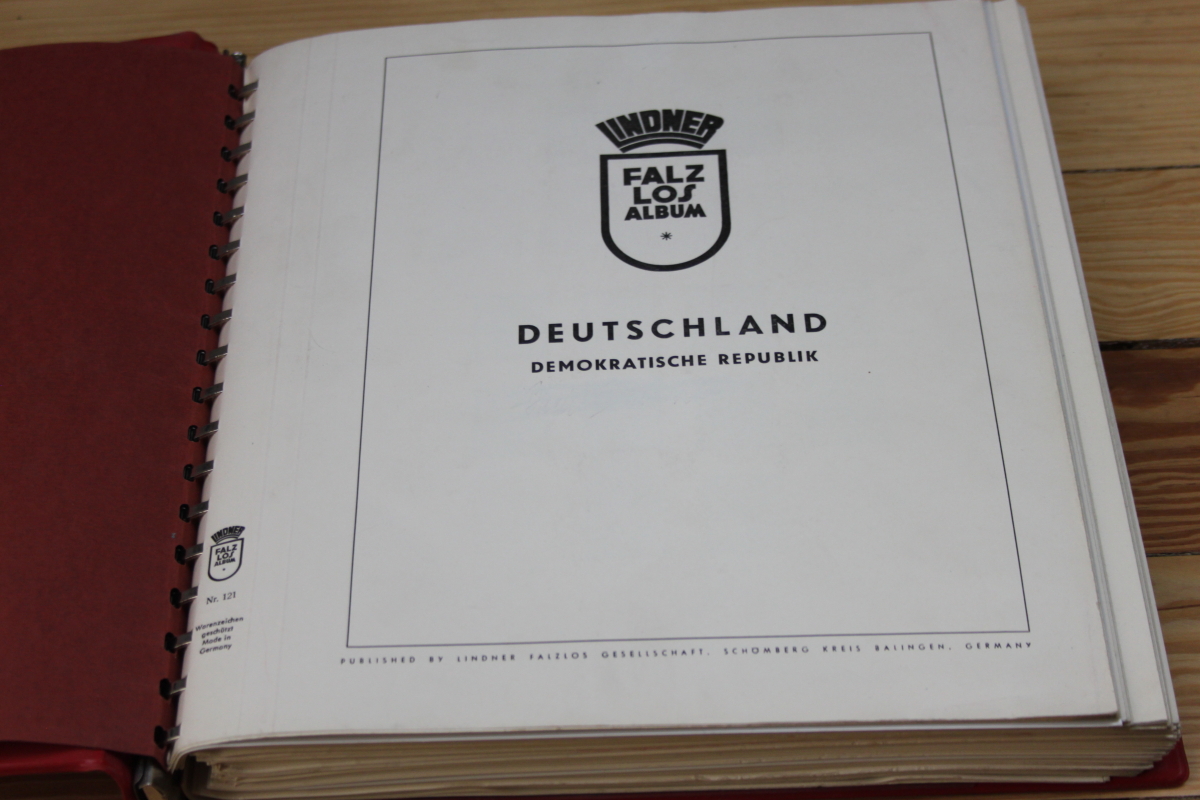 LINDNER
FALZ
LOS
ALBUM
*
DEUTSCHLAND
DEMOKRATISCHE REPUBLIK
LINDNER
FALZ
LOS
ALBUM
Nr. 121
Warenzeichen
geschützt
Made in
Germany
PUBLISHED BY LINDNER FALZLOS GESELLSCHAFT, SCHÖMBERG KREIS BALINGEN, GERMANY